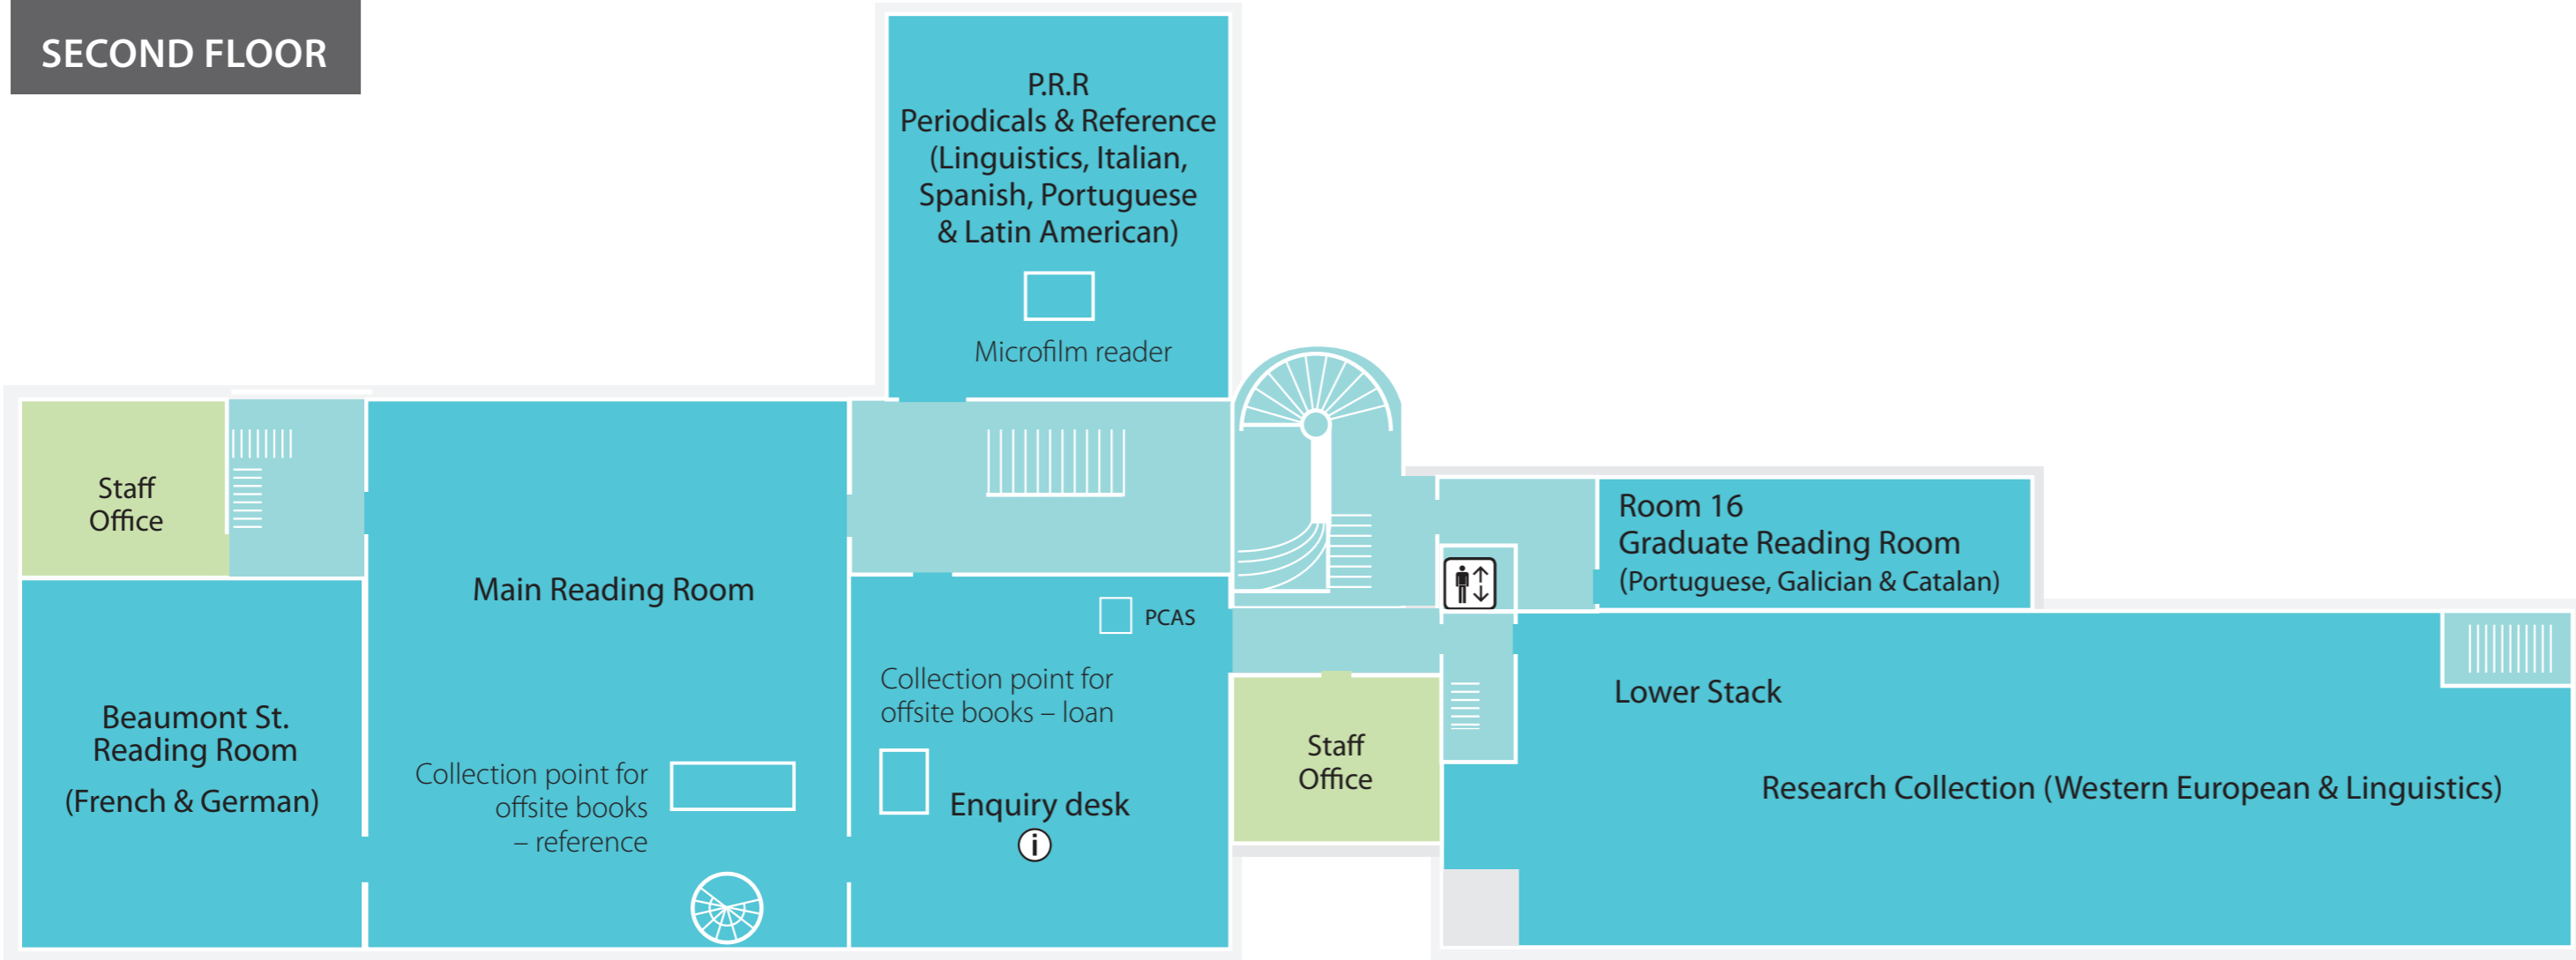 SECOND FLOOR
P.R.R
Periodicals & Reference
(Linguistics, Italian,
Spanish, Portuguese
& Latin American)
Microfilm reader
Staff
Office
Main Reading Room
Room 16
Graduate Reading Room
(Portuguese, Galician & Catalan)
PCAS
Collection point for
offsite books – loan
Lower Stack
Beaumont St.
Reading Room
(French & German)
Collection point for
offsite books
– reference
Enquiry desk
i
Staff
Office
Research Collection (Western European & Linguistics)